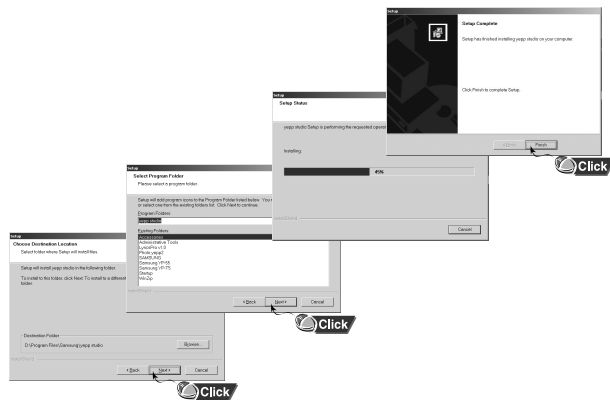 Setup
Choose Destination Location
Select folder where Setup will install files.
Setup will install yepp studio in the following folder.
To install to this folder, click Next. To install to a different
folder.
Destination Folder
D:\Program Files\Samsung\yepp studio
Browse...
< Back
Next >
Cancel
Click
Setup
Select Program Folder
Please select a program folder.
Setup will add program icons to the Program Folder listed below. You
or select one from the existing folders list. Click Next to continue.
Program Folders:
yepp studio
Existing Folders:
Accessories
Administrative Tools
LyricsPro v1.0
Photo yepp2
SAMSUNG
Samsung YP-55
Samsung YP-T5
Startup
WinZip
< Back
Next >
Cancel
Click
Setup
Setup Status
yepp studio Setup is performing the requested operat
Installing:
45%
Cancel
Setup
Setup Complete
Setup has finished installing yepp studio on your computer.
Click Finish to complete Setup.
< Back
Finish
Click